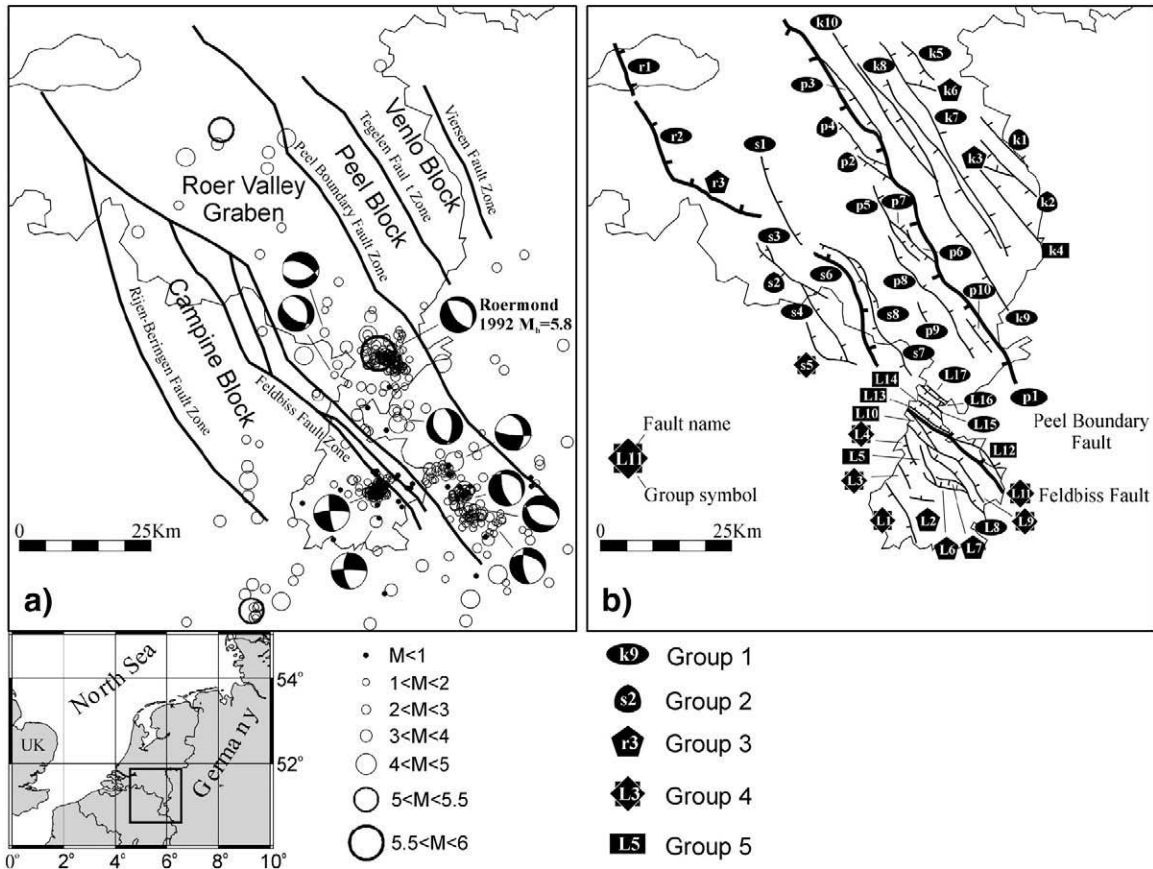 Roer Valley
Graben
Peel Boundary Fault Zone
Peel Block
Tegelen Faul t Zone
Venlo Block
Viersen Fault Zone
Campine Block
Rijen-Beringen Fault Zone
Feldbiss Fault Zone
Roermond
1992 Mb=5.8
0 25Km
a)
k10
k5
r1
k8
p3
k6
k7
p4
r2
k1
s1
k3
p2
r3
k2
p7
p5
s3
k4
p6
s6
s2
p8
p10
s4
s8
k9
p9
s7
s5
L14
L17
L13
p1
L16
L10
L15
Peel Boundary
Fault
Fault name
L4
L12
L11
L5
L3
Group symbol
L11
Feldbiss Fault
L1
L2
L8
L9
L6
L7
0 25Km
b)
North Sea
UK
Germa ny
54°
52°
0° 2° 4° 6° 8° 10°
M<1
1<M<2
2<M<3
3<M<4
4<M<5
5<M<5.5
5.5<M<6
k9 Group 1
s2 Group 2
r3 Group 3
L3 Group 4
L5 Group 5